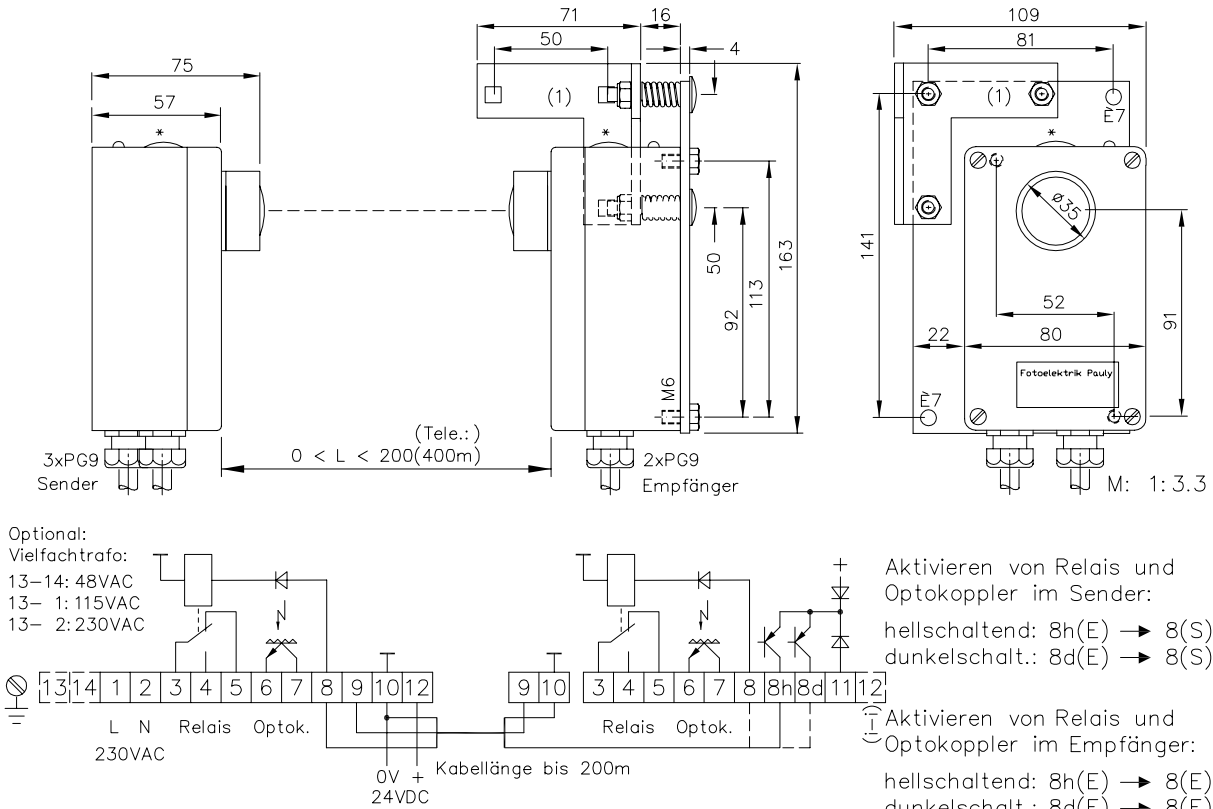 71
16
50
4
75
57
*
(1)
*
50
92
113
163
M6
(Tele.:)
0 < L < 200(400m)
3xPG9
Sender
2xPG9
Empfänger
109
81
(1)
È7
*
ø35
141
52
91
22
80
Fotoelektrik Pauly
È7
M: 1:3.3
Optional:
Vielfachtrafo:
13-14: 48VAC
13- 1: 115VAC
13- 2: 230VAC
13 14 1 2 3 4 5 6 7 8 9 10 12
L N Relais Optok.
230VAC
0V +
24VDC
Kabellänge bis 200m
9 10
3 4 5 6 7 8 8h 8d 11 12
Relais Optok.
(-)
+
Aktivieren von Relais und
Optokoppler im Sender:
hellschaltend: 8h(E) → 8(S)
dunkelschalt.: 8d(E) → 8(S)
Aktivieren von Relais und
Optokoppler im Empfänger:
hellschaltend: 8h(E) → 8(E)
dunkelschalt.: 8d(E) → 8(E)